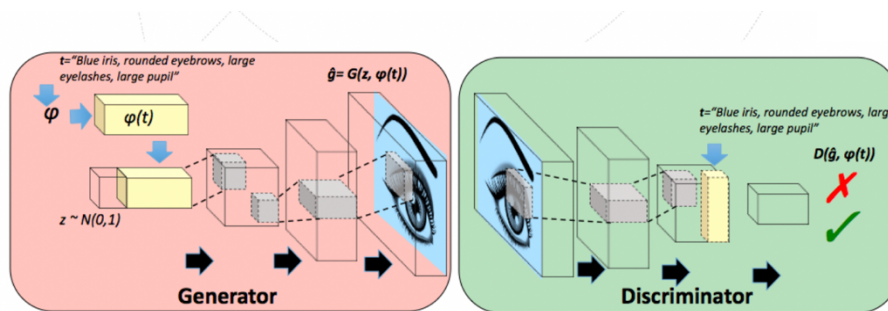 t="Blue iris, rounded eyebrows, large
eyelashes, large pupil"
φ
φ(t)
z ~ N(0,1)
ĝ= G(z, φ(t))
Generator
t="Blue iris, rounded eyebrows, larg
eyelashes, large pupil"
D(ĝ, φ(t))
Discriminator